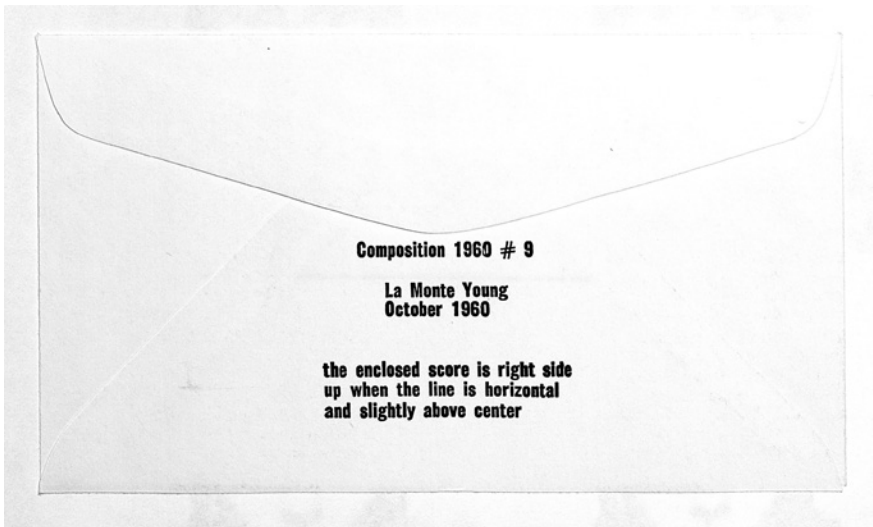 Composition 1960 # 9
La Monte Young
October 1960
the enclosed score is right side
up when the line is horizontal
and slightly above center